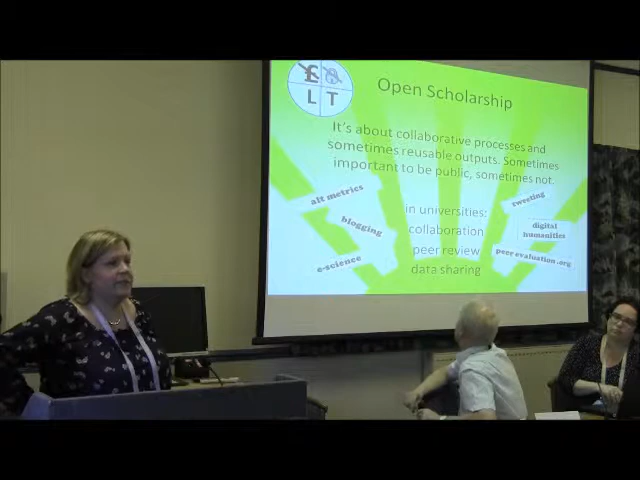 £
L T
Open Scholarship
It's about collaborative processes and
sometimes reusable outputs. Sometimes
important to be public, sometimes not.
alt metrics
blogging
e-science
in universities:
collaboration
peer review
data sharing
tweeting
digital
humanities
peer evaluation.org